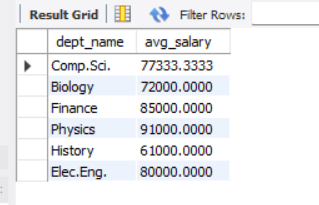 Result Grid Filter Rows:
dept_name avg_salary
Comp.Sci. 77333.3333
Biology 72000.0000
Finance 85000.0000
Physics 91000.0000
History 61000.0000
Elec.Eng. 80000.0000